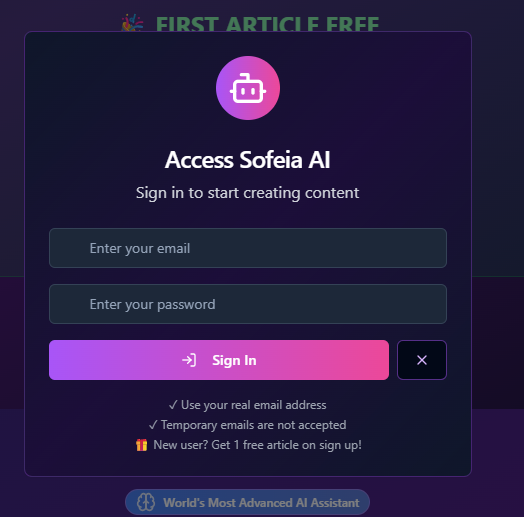 FIRST ARTICLE FREE
Access Sofeia AI
Sign in to start creating content
Enter your email
Enter your password
Sign In
✓ Use your real email address
✓ Temporary emails are not accepted
🎁 New user? Get 1 free article on sign up!
World's Most Advanced AI Assistant